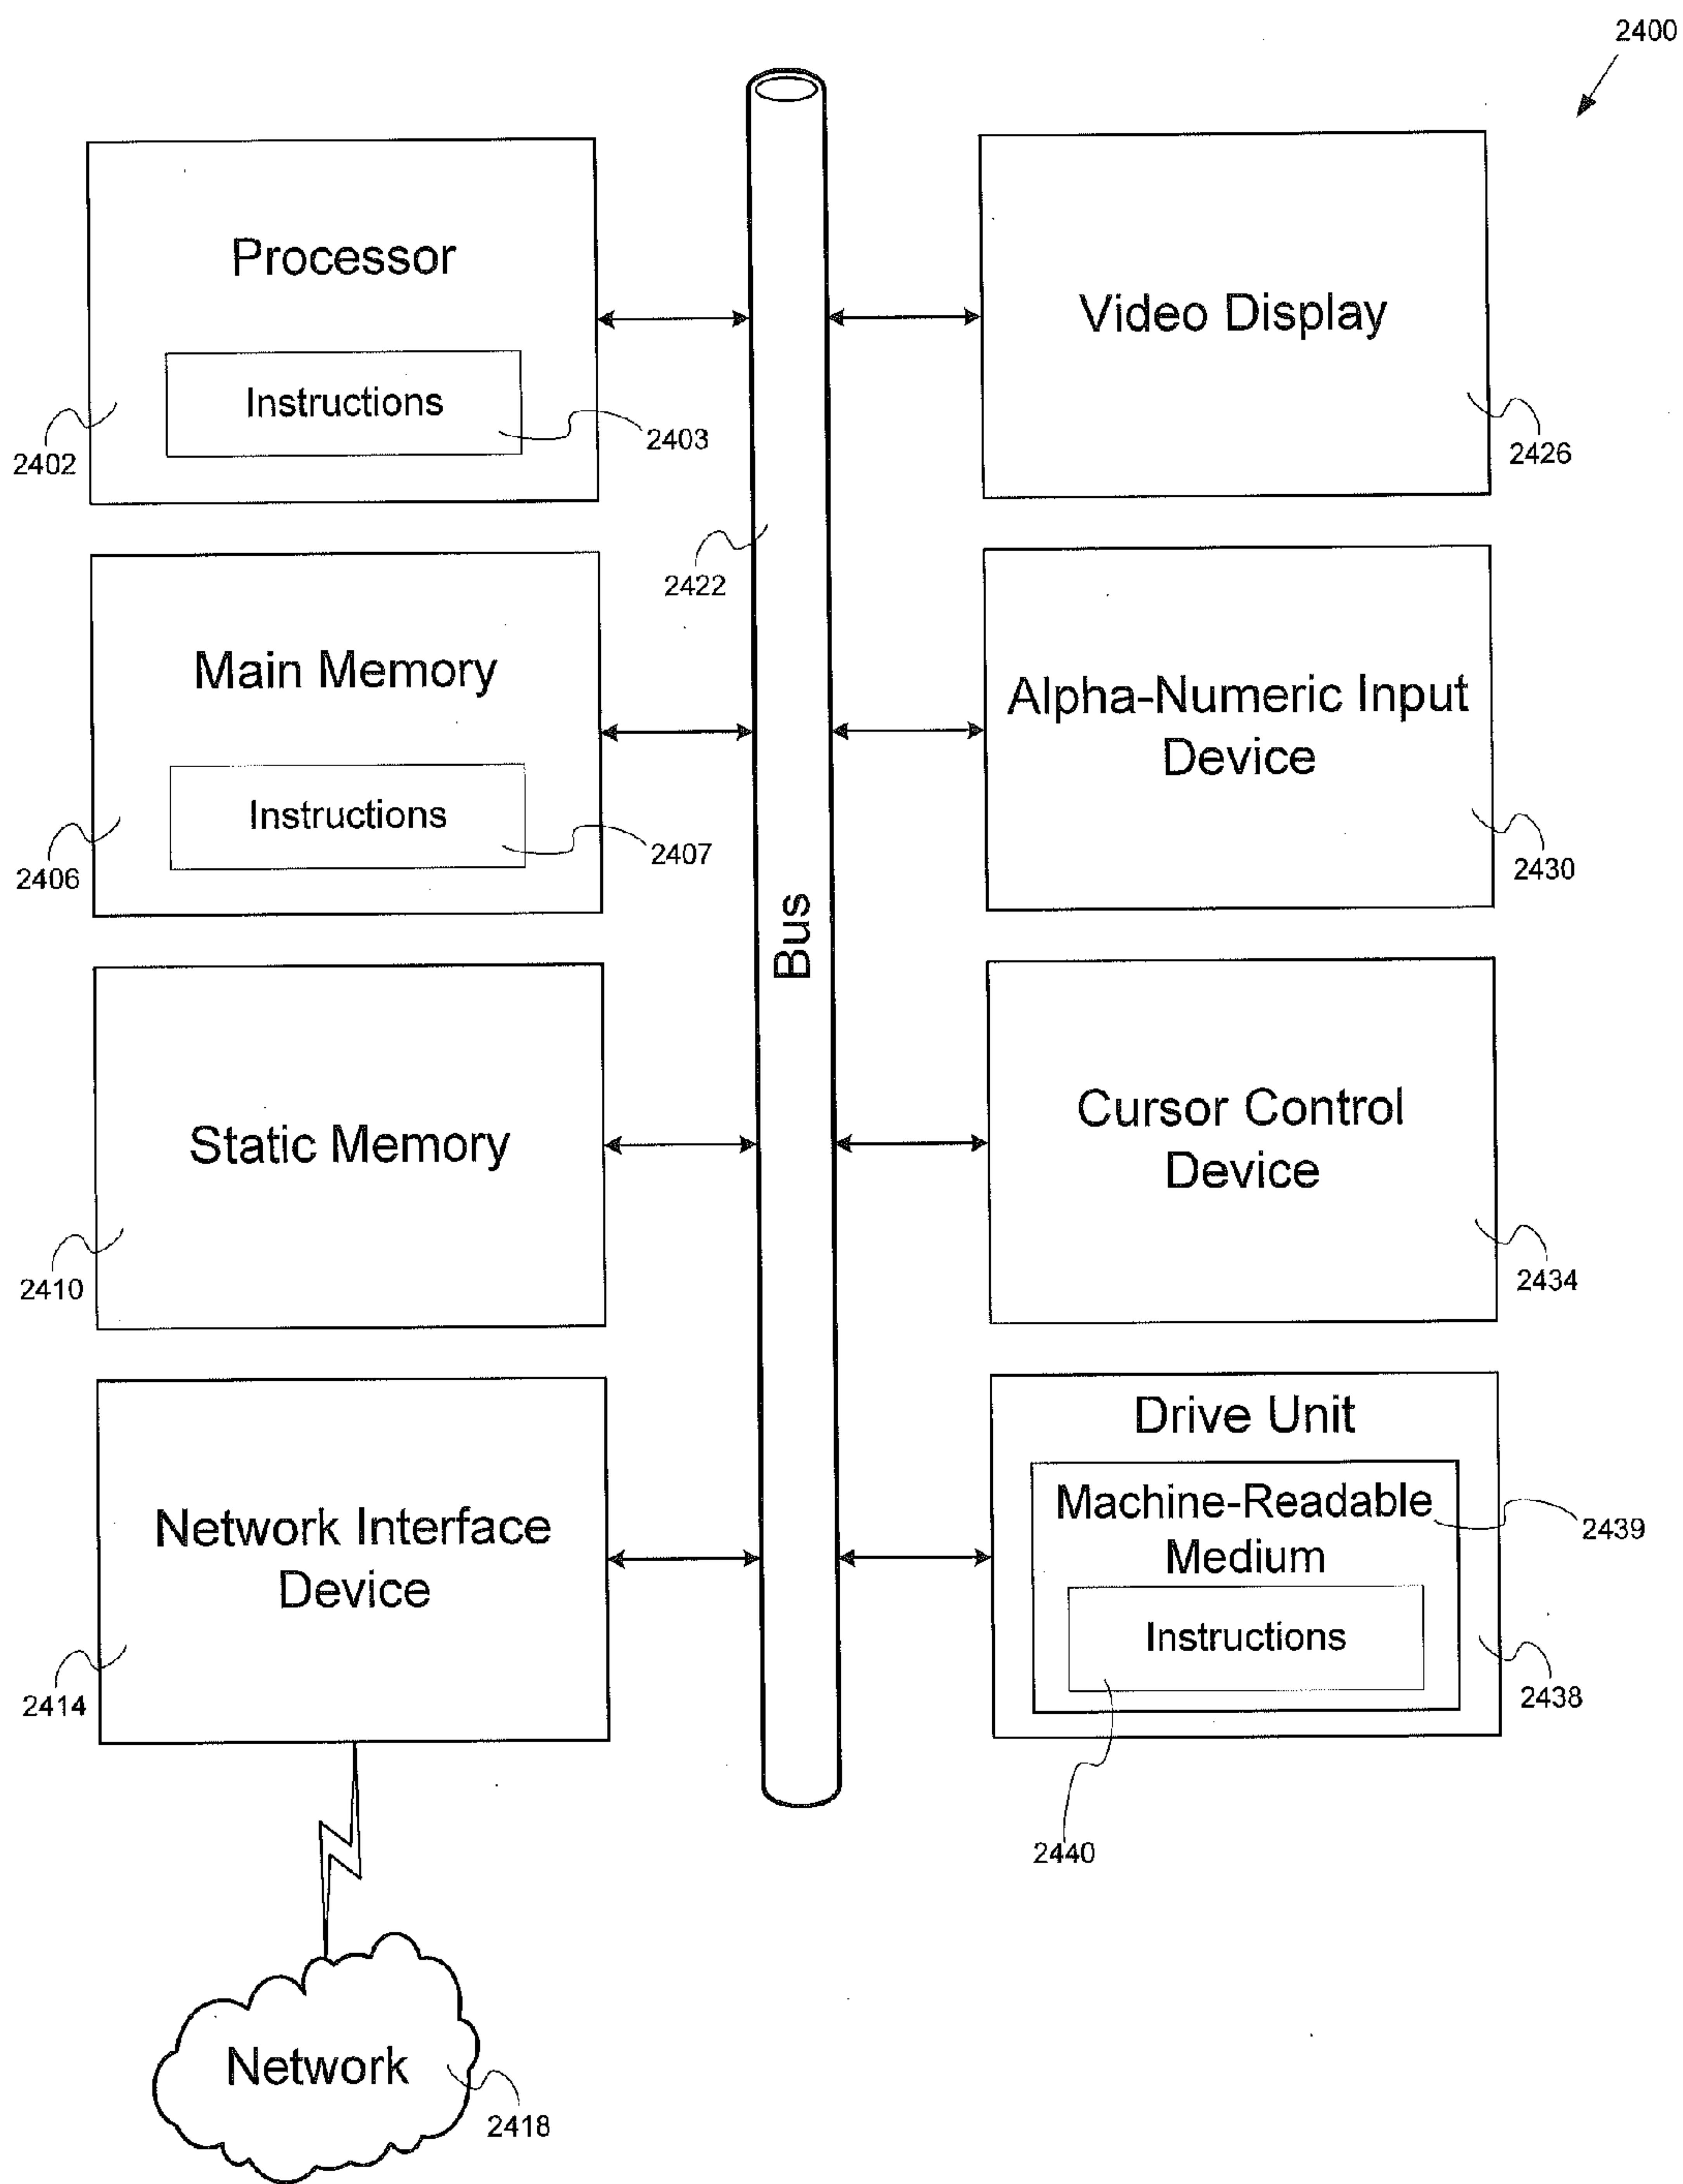 2400
Processor
Instructions
2402
2403
Video Display
2426
2422
Main Memory
Instructions
2406
2407
Alpha-Numeric Input
Device
2430
Bus
Static Memory
2410
Cursor Control
Device
2434
Network Interface
Device
2414
Drive Unit
Machine-Readable
Medium
2439
Instructions
2438
2440
Network
2418